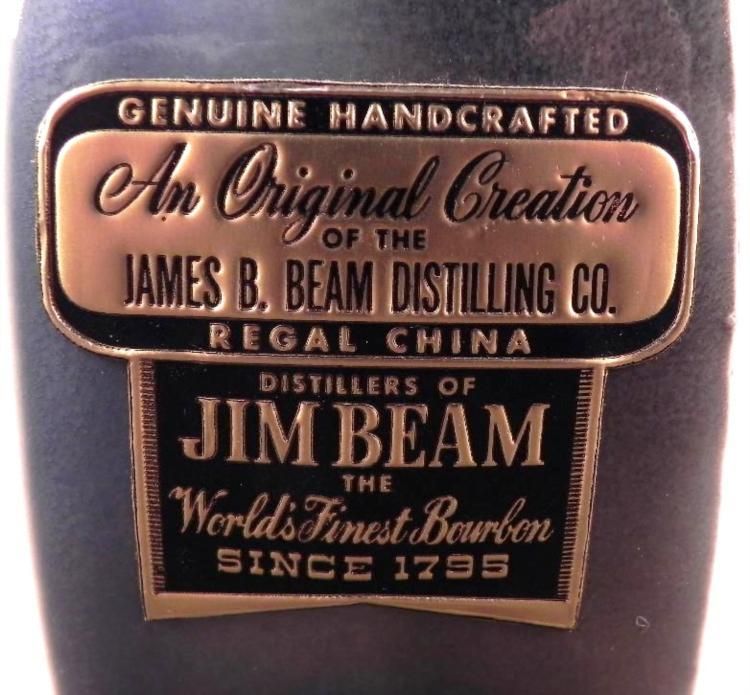 GENUINE HANDCRAFTED
An Original Creation
OF THE
JAMES B. BEAM DISTILLING CO.
REGAL CHINA
DISTILLERS OF
JIM BEAM
THE
World's Finest Bourbon
SINCE 1795